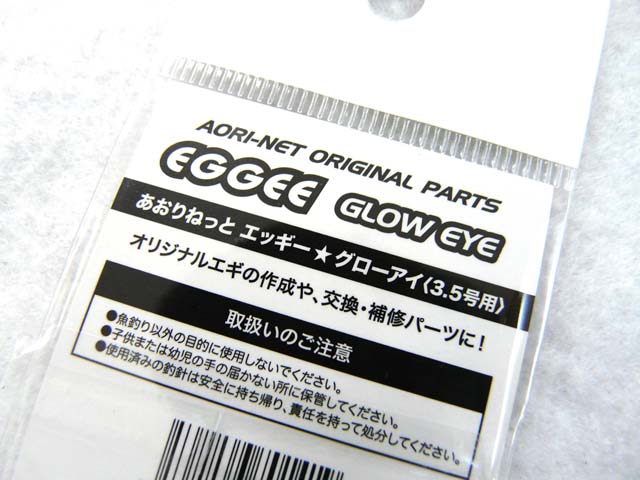 AORI-NET ORIGINAL PARTS
EGGEE GLOW EYE
あおりねっと エッギー★グローアイ〈3.5号用〉
オリジナルエギの作成や、交換・補修パーツに!
取扱いのご注意
●魚釣り以外の目的に使用しないでください。
●子供または幼児の手の届かない所に保管してください。
●使用済みの釣針は安全に持ち帰り、責任を持って処分してください。